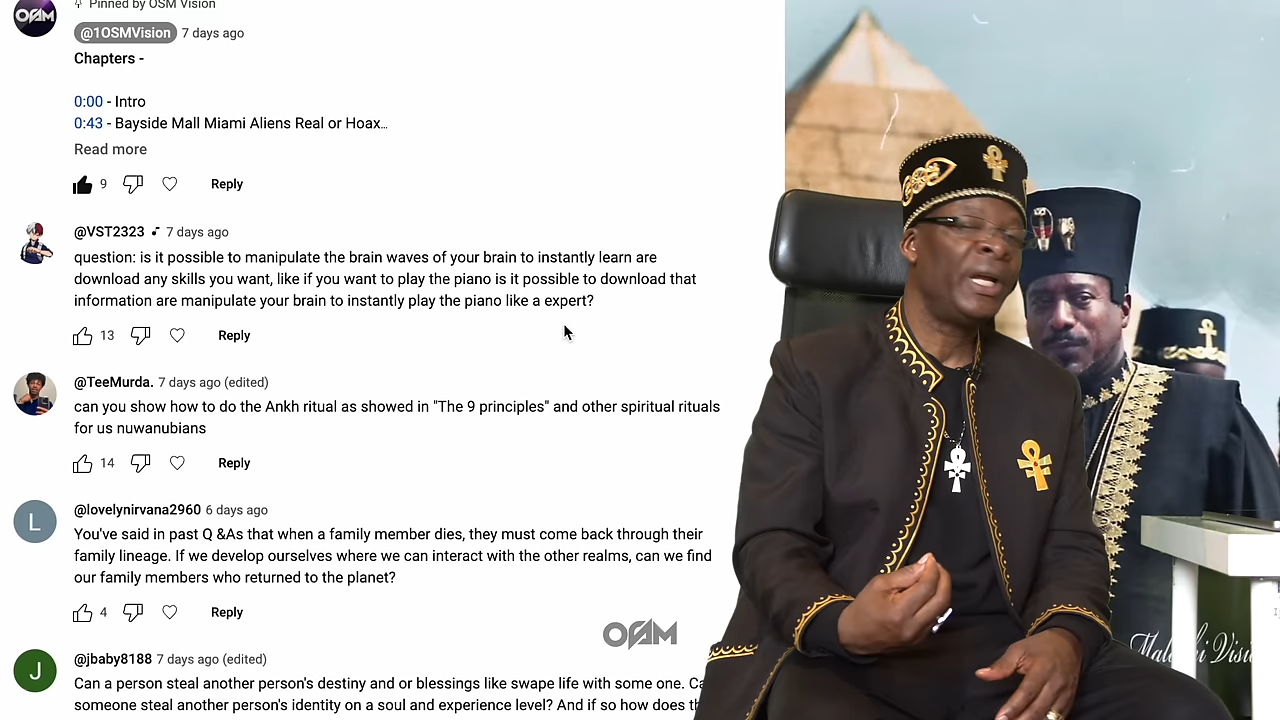 OSM
Pinned by OSM Vision
@1OSMVision 7 days ago
Chapters -
0:00 - Intro
0:43 - Bayside Mall Miami Aliens Real or Hoax...
Read more
9 Reply
@VST2323 7 days ago
question: is it possible to manipulate the brain waves of your brain to instantly learn are
download any skills you want, like if you want to play the piano is it possible to download that
information are manipulate your brain to instantly play the piano like a expert?
13 Reply
@TeeMurda. 7 days ago (edited)
can you show how to do the Ankh ritual as showed in "The 9 principles" and other spiritual rituals
for us nuwanubians
14 Reply
L
@lovelynirvana2960 6 days ago
You've said in past Q &As that when a family member dies, they must come back through their
family lineage. If we develop ourselves where we can interact with the other realms, can we find
our family members who returned to the planet?
4 Reply
OSM
J
@jbaby8188 7 days ago (edited)
Can a person steal another person's destiny and or blessings like swape life with some one.
someone steal another person's identity on a soul and experience level? And if so how does